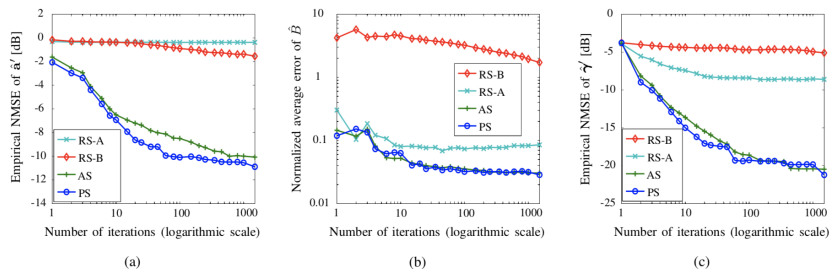 Empirical NMSE of â′ [dB]
2
0
-2
-4
-6
-8
-10
-12
-14
RS-A
RS-B
AS
PS
1
10
100
1000
Number of iterations (logarithmic scale)
(a)
Normalized average error of B̂
10
1
0.1
0.01
RS-B
RS-A
AS
PS
1
10
100
1000
Number of iterations (logarithmic scale)
(b)
Empirical NMSE of γ̂′ [dB]
0
-5
-10
-15
-20
-25
RS-B
RS-A
AS
PS
1
10
100
1000
Number of iterations (logarithmic scale)
(c)